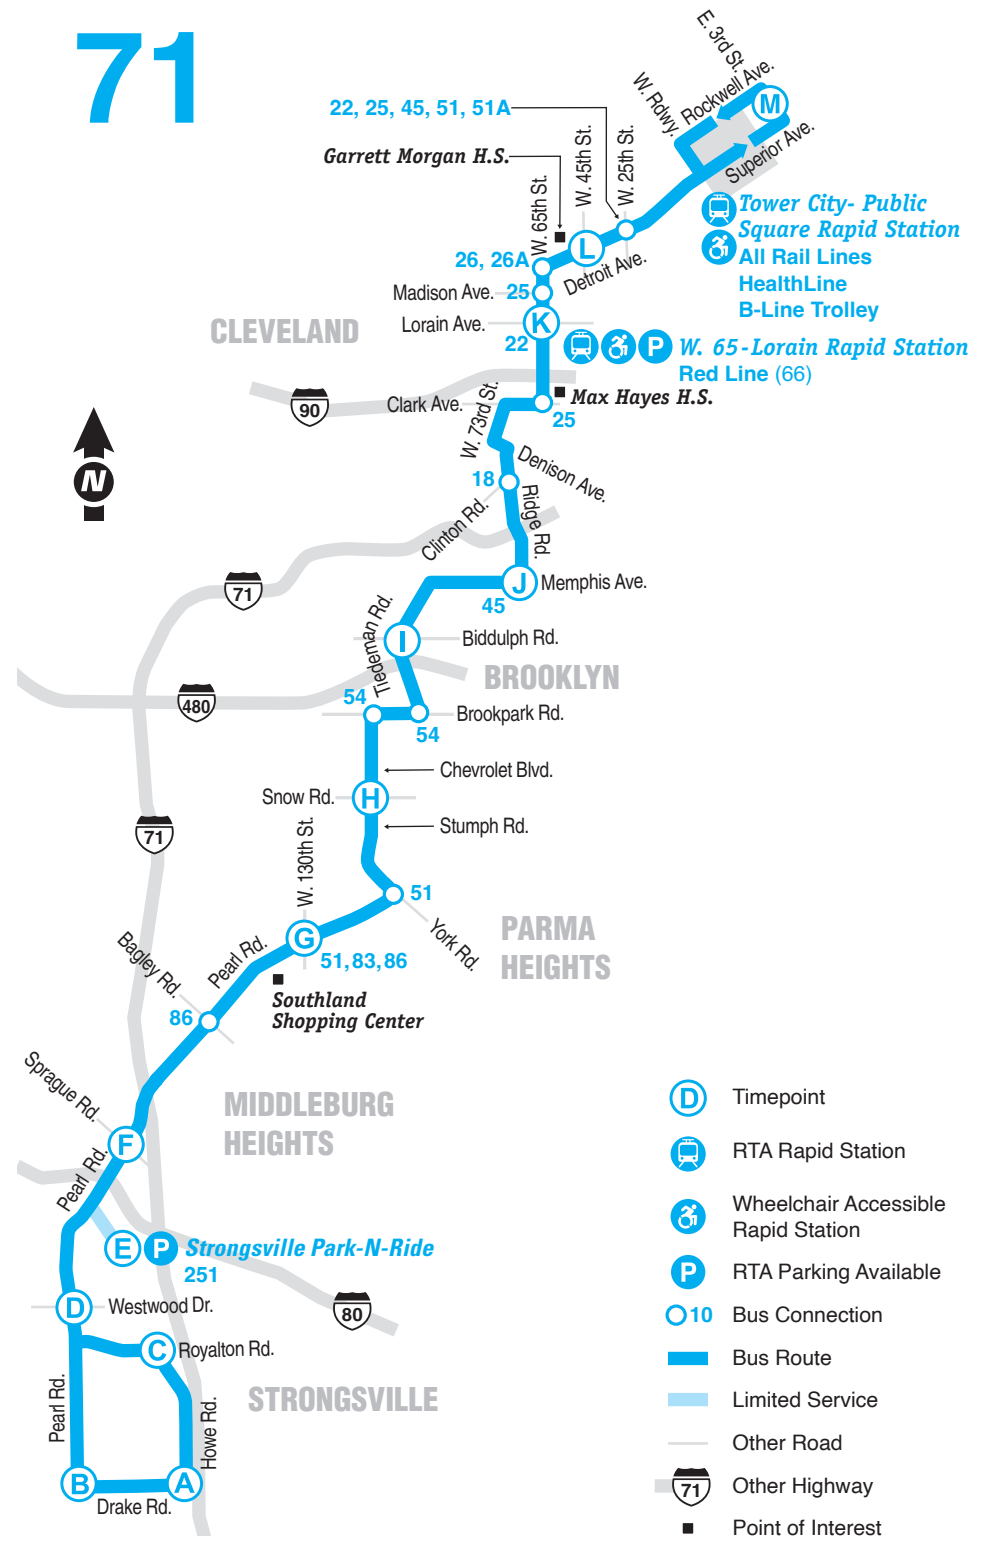 71
E. 3rd St.
W. Rdwy.
Rockwell Ave.
M
Superior Ave.
22, 25, 45, 51, 51A
Garrett Morgan H.S.
W. 65th St.
W. 45th St.
W. 25th St.
Tower City- Public
Square Rapid Station
All Rail Lines
HealthLine
B-Line Trolley
L
Detroit Ave.
26, 26A
Madison Ave.
25
Lorain Ave.
K
22
CLEVELAND
P
W. 65-Lorain Rapid Station
Red Line (66)
90
Clark Ave.
Max Hayes H.S.
25
W. 73rd St.
N
Denison Ave.
18
Clinton Rd.
Ridge Rd.
71
J
Memphis Ave.
45
Tiedeman Rd.
I
Biddulph Rd.
BROOKLYN
480
54
Brookpark Rd.
54
Chevrolet Blvd.
Snow Rd.
H
Stumph Rd.
71
W. 130th St.
51
York Rd.
PARMA
HEIGHTS
G
51, 83, 86
Pearl Rd.
Bagley Rd.
Southland
Shopping Center
86
Sprague Rd.
MIDDLEBURG
HEIGHTS
F
Pearl Rd.
E
P
Strongsville Park-N-Ride
251
D
Westwood Dr.
80
C
Royalton Rd.
Pearl Rd.
Howe Rd.
STRONGSVILLE
B
A
Drake Rd.
D
Timepoint
RTA Rapid Station
Wheelchair Accessible
Rapid Station
P
RTA Parking Available
10
Bus Connection
Bus Route
Limited Service
Other Road
71
Other Highway
Point of Interest